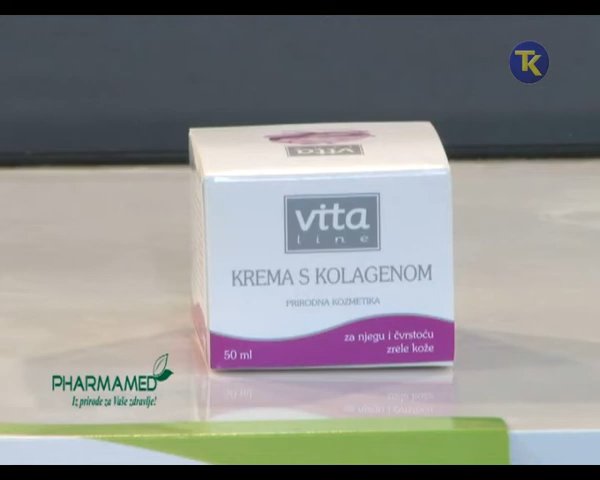 TK
vita
vita
line
KREMA S KOLAGENOM
PRIRODNA KOZMETIKA
za njegu i čvrstoću
zrele kože
50 ml
PHARMAMED
Iz prirode za Vaše zdravlje!